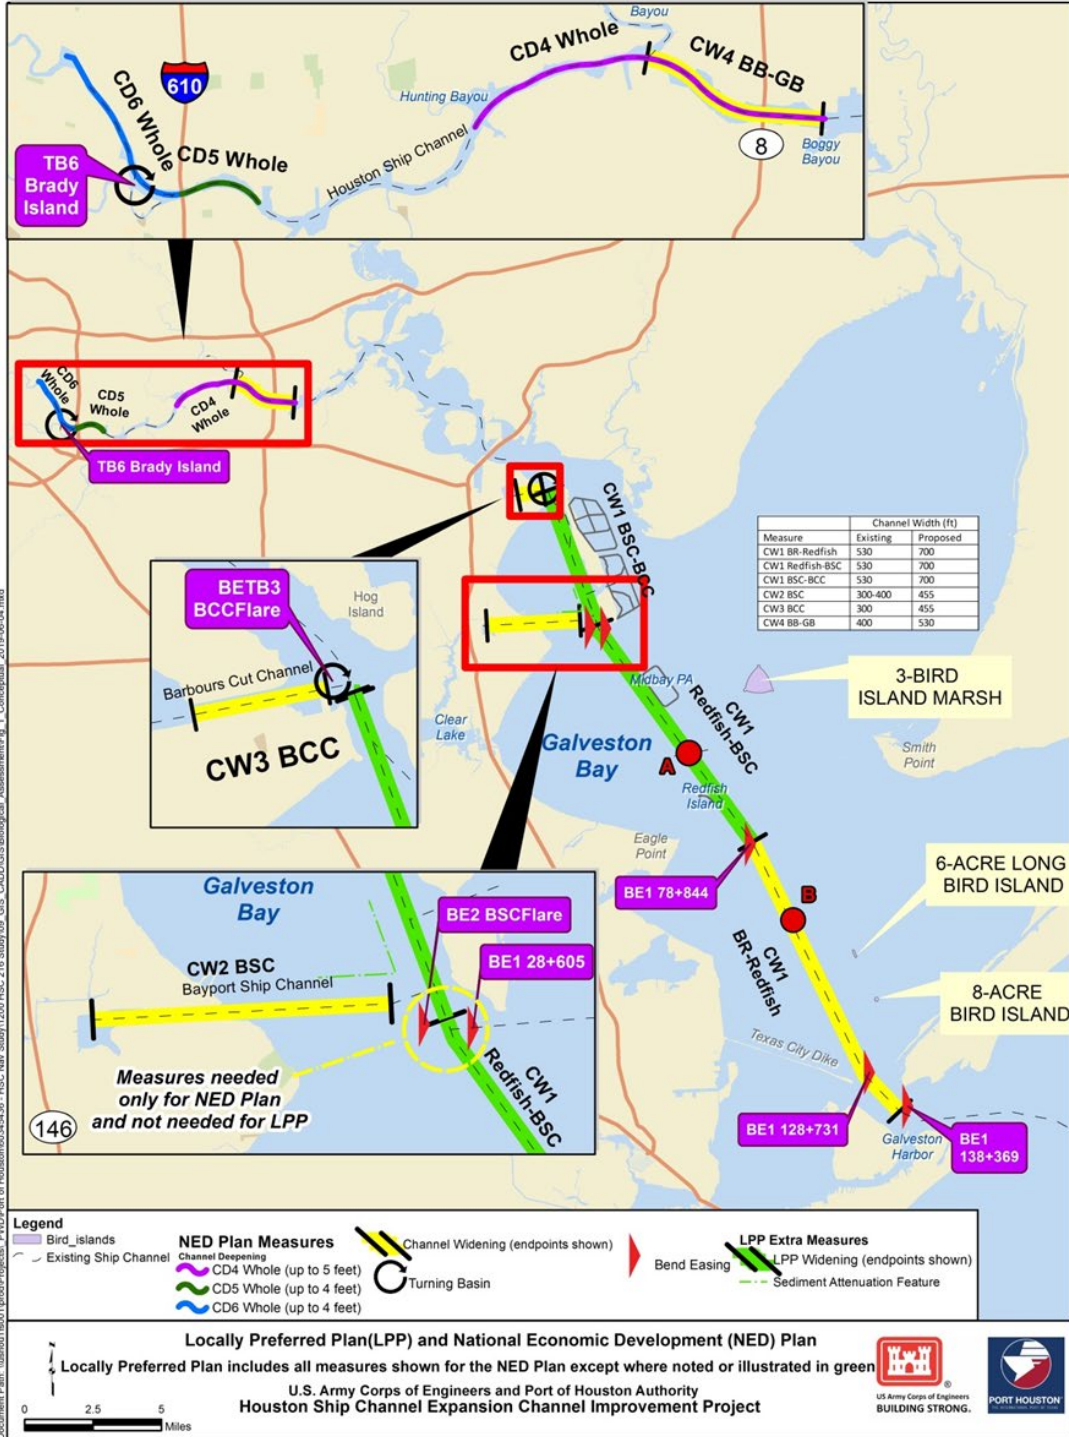 Bayou
CD4 Whole
CW4 BB-GB
610
CD6 Whole
Hunting Bayou
CD5 Whole
Houston Ship Channel
8
Boggy
Bayou
TB6
Brady
Island
CD6
Whole
CD5
Whole
CD4
Whole
TB6 Brady Island
CW1 BSC-BCC
Channel Width (ft)
Measure Existing Proposed
CW1 BR-Redfish 530 700
CW1 Redfish-BSC 530 700
CW1 BSC-BCC 530 700
CW2 BSC 300-400 455
CW3 BCC 300 455
CW4 BB-GB 400 530
BETB3
BCCFlare
Hog
Island
Barbours Cut Channel
CW3 BCC
Clear
Lake
Midbay PA
CW1
Redfish-BSC
3-BIRD
ISLAND MARSH
Galveston
Bay
A
Smith
Point
Redfish
Island
Eagle
Point
BE1 78+844
6-ACRE LONG
BIRD ISLAND
B
CW1
BR-Redfish
8-ACRE
BIRD ISLAND
Texas City Dike
BE1 128+731
Galveston
Harbor
BE1
138+369
Galveston
Bay
BE2 BSCFlare
BE1 28+605
CW2 BSC
Bayport Ship Channel
CW1
Redfish-BSC
Measures needed
only for NED Plan
and not needed for LPP
146
Legend
Bird_islands
Existing Ship Channel
NED Plan Measures
Channel Deepening
CD4 Whole (up to 5 feet)
CD5 Whole (up to 4 feet)
CD6 Whole (up to 4 feet)
Channel Widening (endpoints shown)
Turning Basin
Bend Easing
LPP Extra Measures
LPP Widening (endpoints shown)
Sediment Attenuation Feature
Locally Preferred Plan(LPP) and National Economic Development (NED) Plan
Locally Preferred Plan includes all measures shown for the NED Plan except where noted or illustrated in green
U.S. Army Corps of Engineers and Port of Houston Authority
Houston Ship Channel Expansion Channel Improvement Project
0 2.5 5
Miles
US Army Corps of Engineers
BUILDING STRONG.
®
PORT HOUSTON